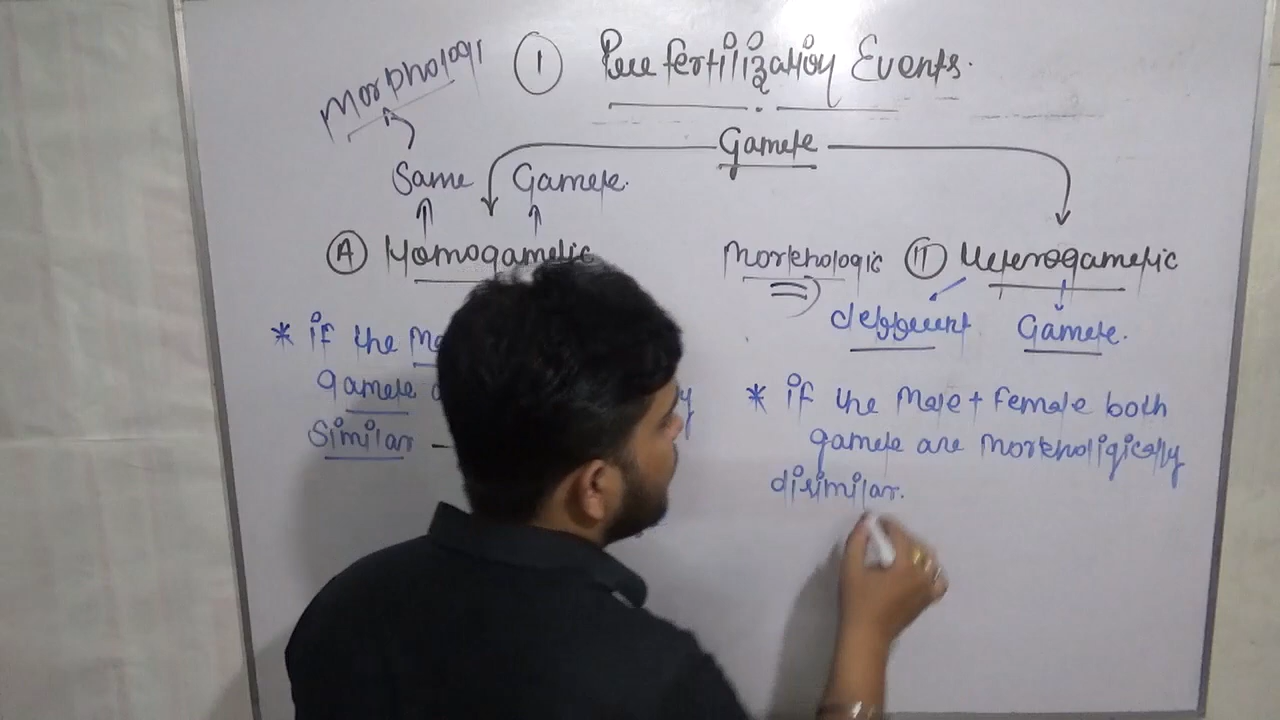 Morphologi
① Pre fertilization Events.
Gamete
Same Gamete.
Ⓐ Homogametic
* if the
gamete
Similar –
Morphologic Ⓘ Heterogametic
different Gamete.
* if the Male + female both
gamete are morphologically
disimilar.